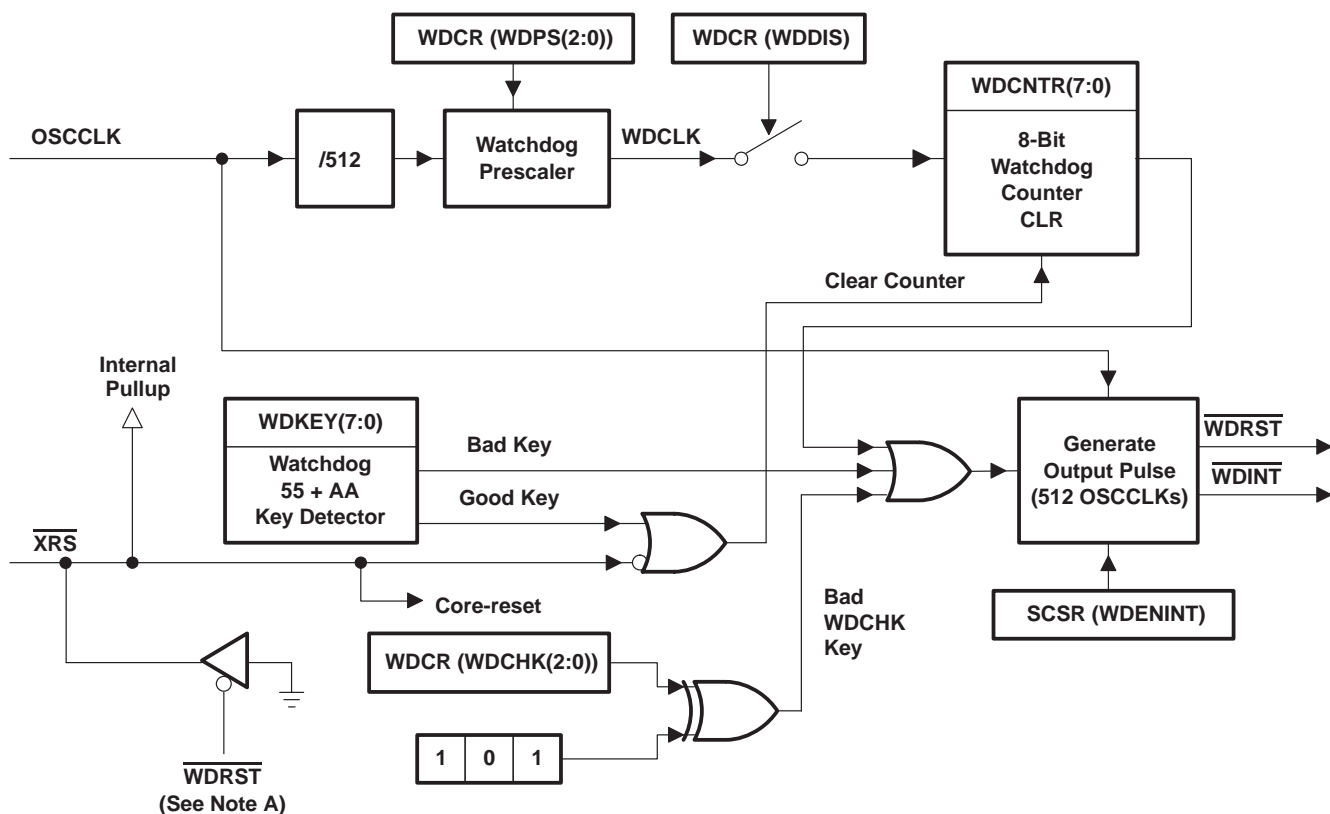 WDCR (WDPS(2:0))
WDCR (WDDIS)
WDCNTR(7:0)
OSCCLK
/512
Watchdog
Prescaler
WDCLK
8-Bit
Watchdog
Counter
CLR
Clear Counter
Internal
Pullup
WDKEY(7:0)
Watchdog
55 + AA
Key Detector
Bad Key
Good Key
Generate
Output Pulse
(512 OSCCLKs)
WDRST
WDINT
XRS
Core-reset
SCSR (WDENINT)
Bad
WDCHK
Key
WDCR (WDCHK(2:0))
1 0 1
WDRST
(See Note A)